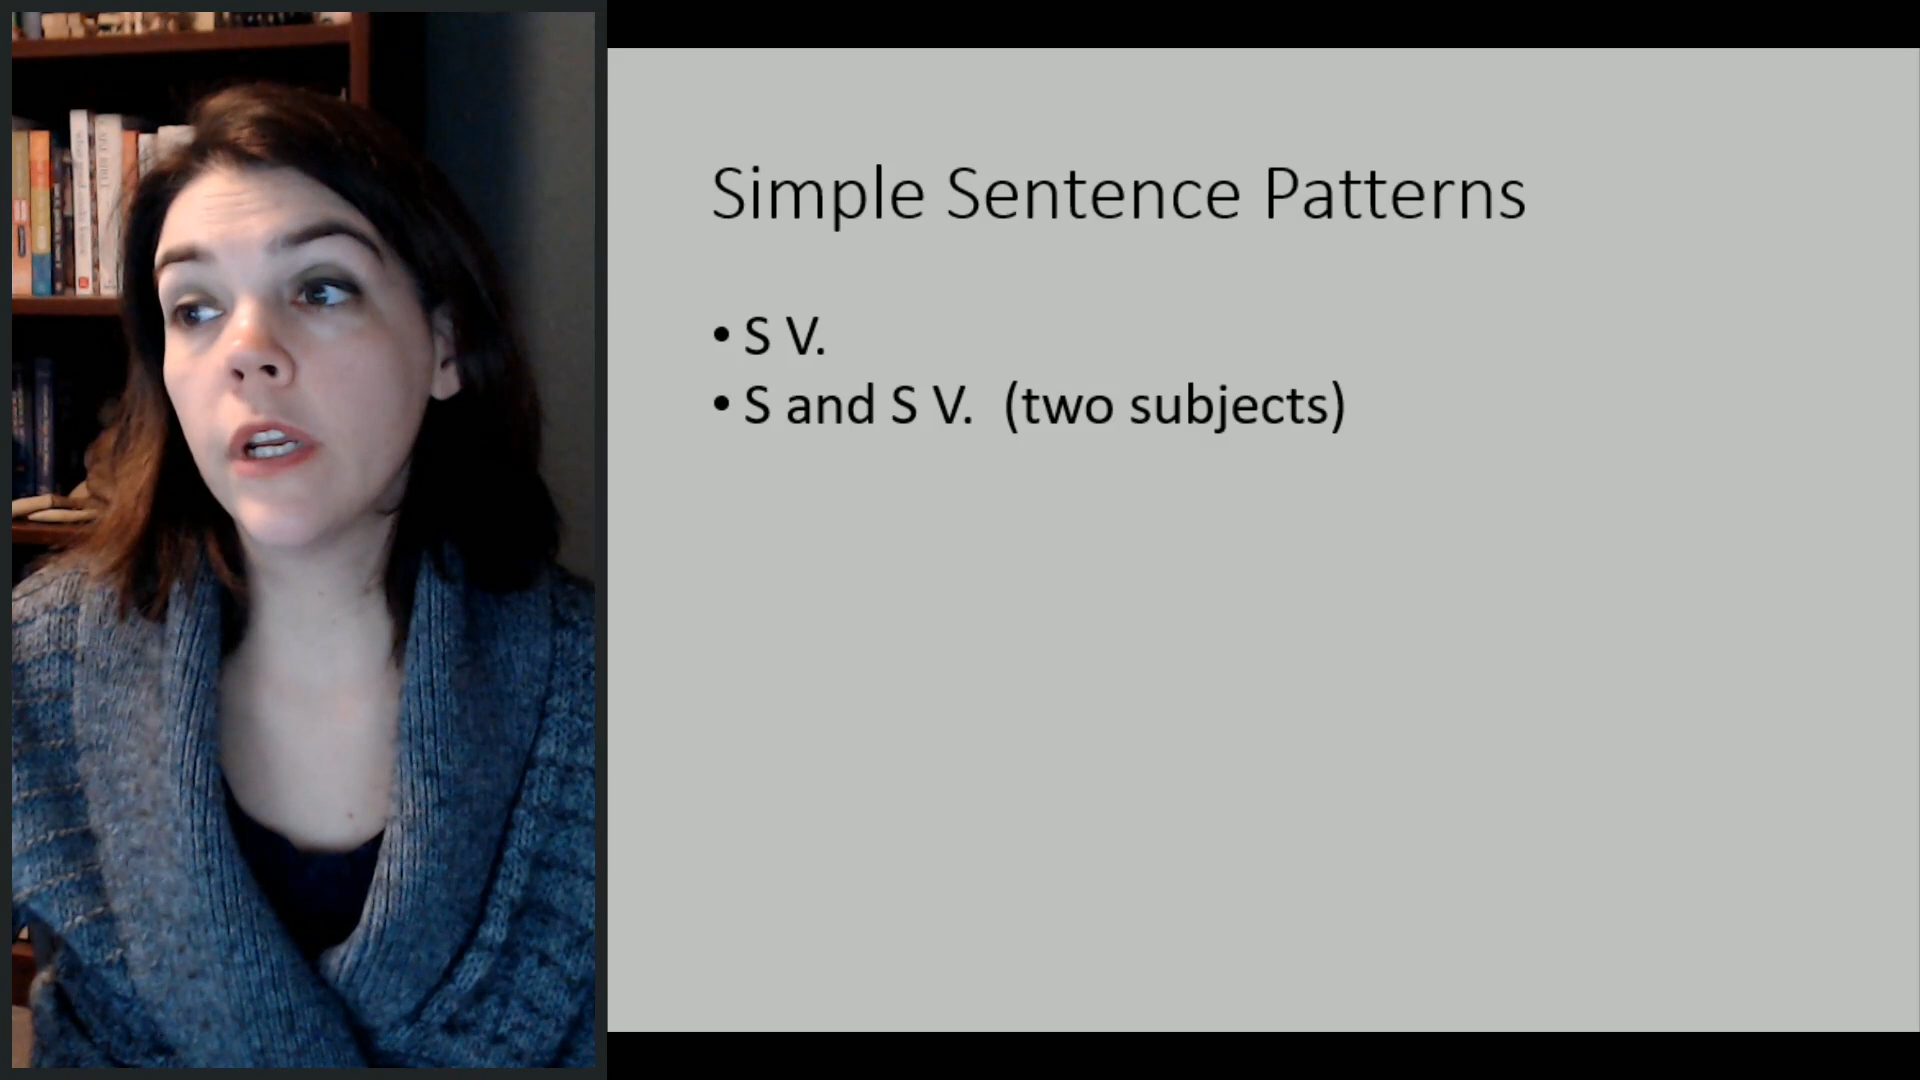 Simple Sentence Patterns
• S V.
• S and S V. (two subjects)